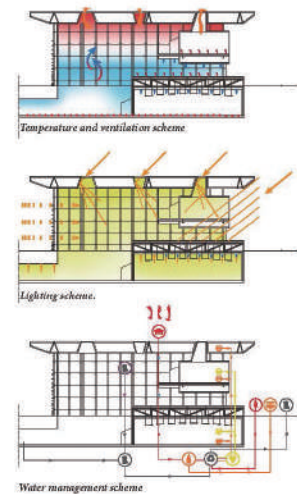 Temperature and ventilation scheme
Lighting scheme.
Water management scheme